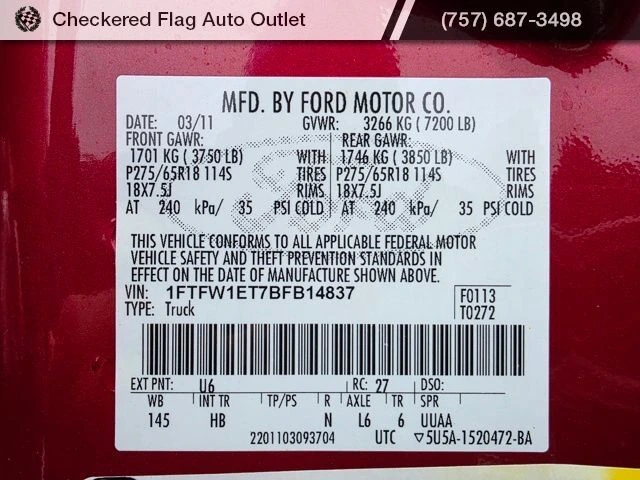 Checkered Flag Auto Outlet (757) 687-3498
MFD. BY FORD MOTOR CO.
DATE: 03/11 GVWR: 3266 KG ( 7200 LB)
FRONT GAWR: REAR GAWR:
1701 KG ( 3750 LB) WITH 1746 KG ( 3850 LB) WITH
P275/65R18 114S TIRES P275/65R18 114S TIRES
18X7.5J RIMS 18X7.5J RIMS
AT 240 kPa/ 35 PSI COLD AT 240 kPa/ 35 PSI COLD
THIS VEHICLE CONFORMS TO ALL APPLICABLE FEDERAL MOTOR
VEHICLE SAFETY AND THEFT PREVENTION STANDARDS IN
EFFECT ON THE DATE OF MANUFACTURE SHOWN ABOVE.
VIN: 1FTFW1ET7BFB14837 F0113
TYPE: Truck T0272
EXT PNT: U6 RC: 27 DSO:
WB INT TR TP/PS R AXLE TR SPR
145 HB N L6 6 UUAA
2201103093704 UTC ▽5U5A-1520472-BA